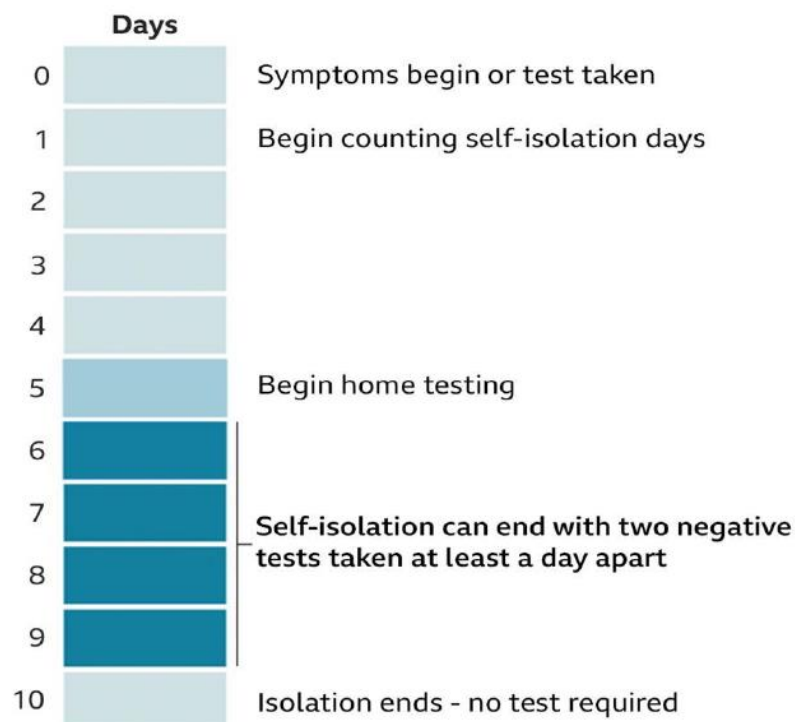 Days
0 Symptoms begin or test taken
1 Begin counting self-isolation days
2
3
4
5 Begin home testing
6
7
Self-isolation can end with two negative
tests taken at least a day apart
8
9
10 Isolation ends - no test required